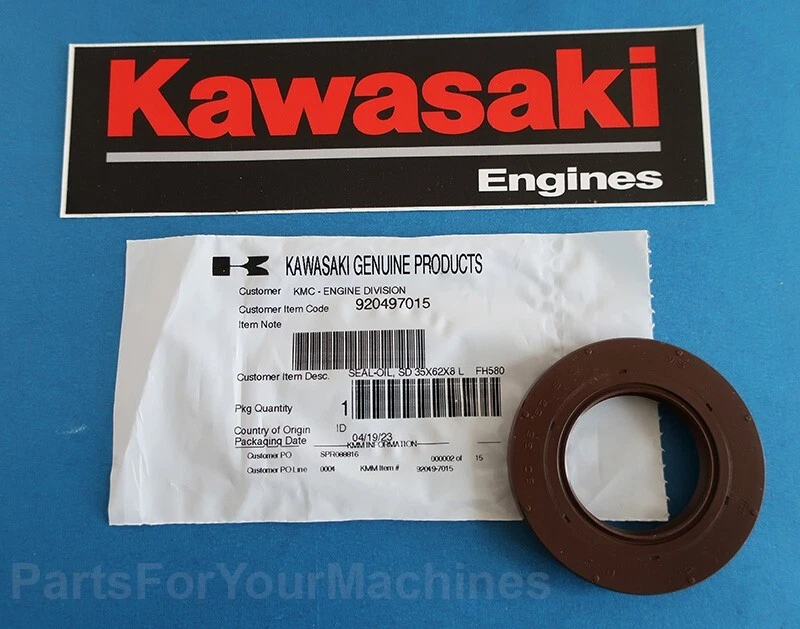 Kawasaki
Engines
KAWASAKI GENUINE PRODUCTS
Customer KMC - ENGINE DIVISION
Customer Item Code 920497015
Item Note
Customer Item Desc. SEAL-OIL, SD 35X62X8 L FH580
Pkg Quantity 1
Country of Origin ID
Packaging Date 04/19/23
KMM INFORMATION
Customer PO SPR088816 000002 of 15
Customer PO Line 0004 KMM Item # 92049-7015
PartsForYourMachines